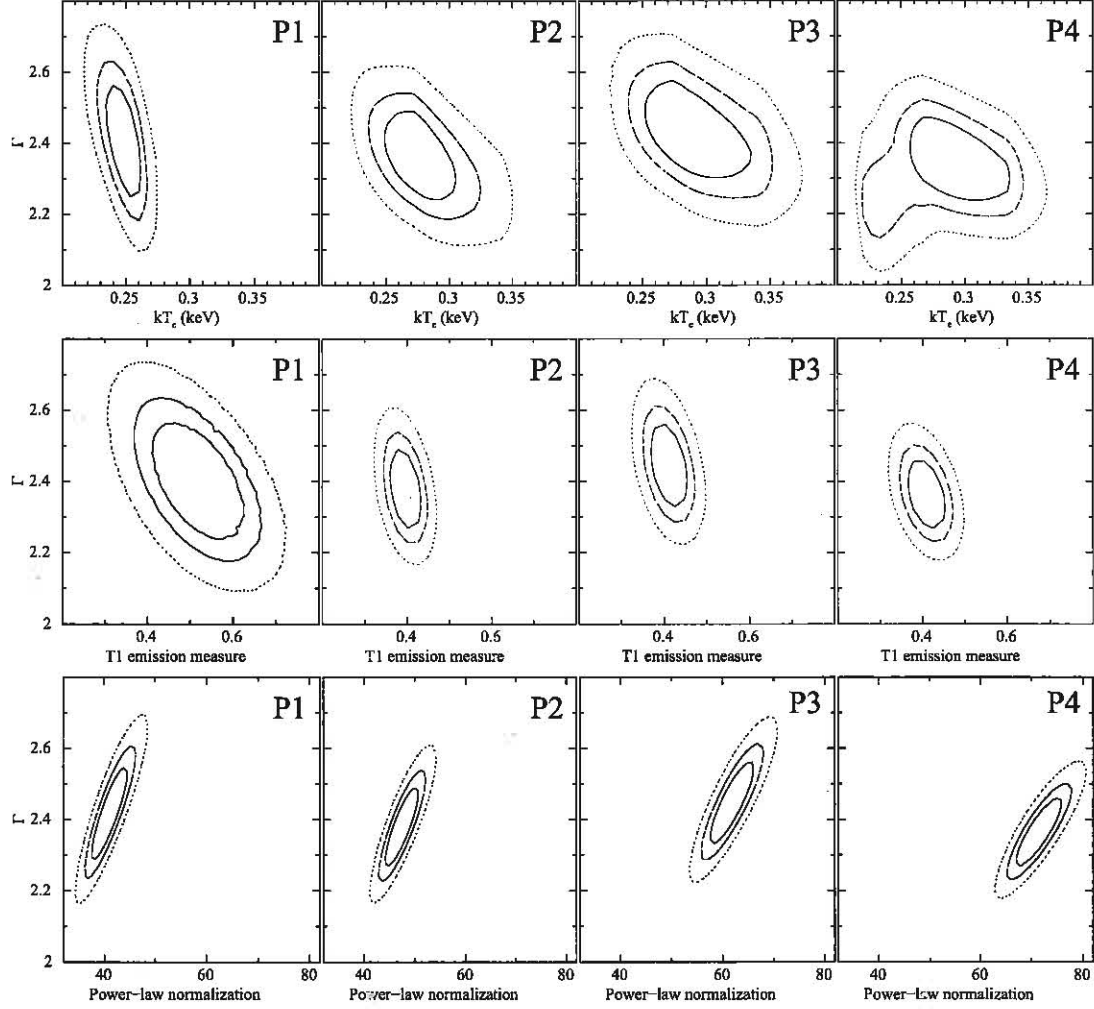 P1 P2 P3 P4
2.6
Γ 2.4
2.2
2
0.25 0.3 0.35 0.25 0.3 0.35 0.25 0.3 0.35 0.25 0.3 0.35
kTe (keV) kTe (keV) kTe (keV) kTe (keV)
P1 P2 P3 P4
2.6
Γ 2.4
2.2
2
0.4 0.6 0.4 0.5 0.4 0.6 0.4 0.6
T1 emission measure T1 emission measure T1 emission measure T1 emission measure
P1 P2 P3 P4
2.6
Γ 2.4
2.2
2
40 60 80 40 60 80 40 60 80 40 60 80
Power-law normalization Power-law normalization Power-law normalization Power-law normalization